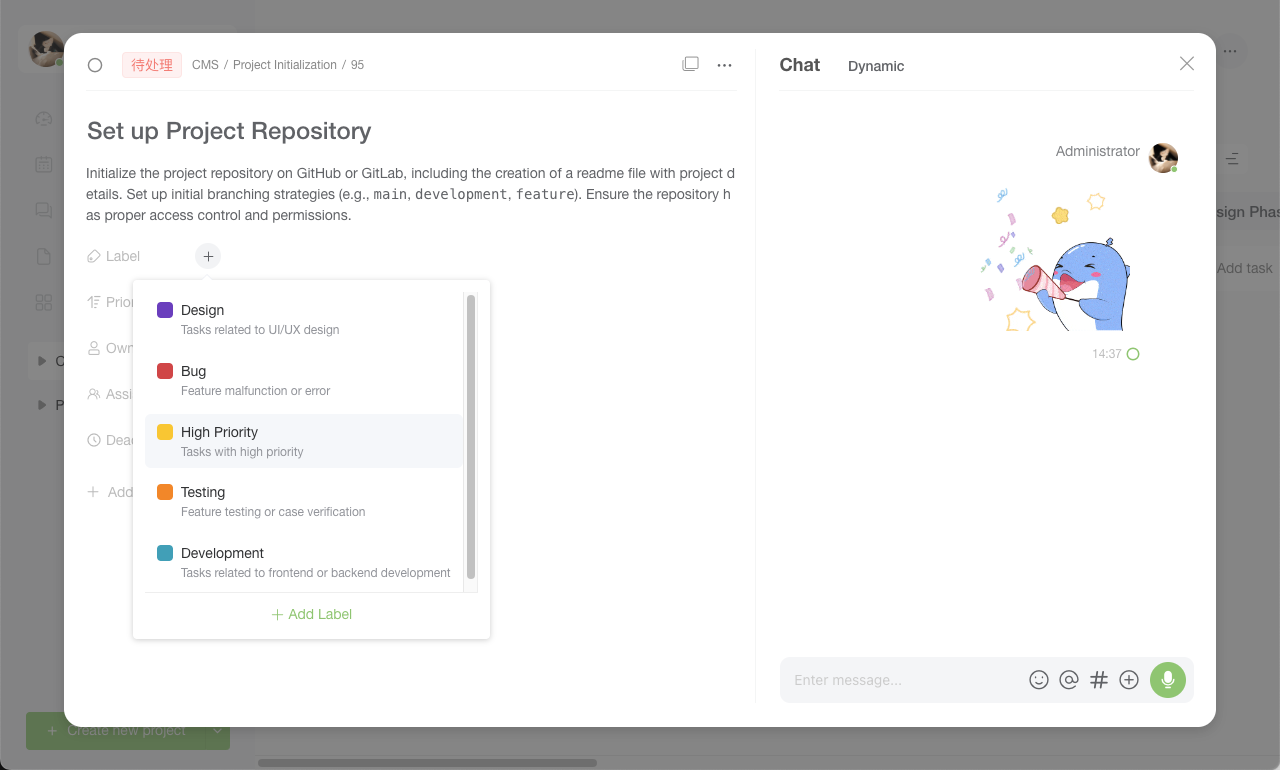 待处理 CMS / Project Initialization / 95
Set up Project Repository
Initialize the project repository on GitHub or GitLab, including the creation of a readme file with project d
etails. Set up initial branching strategies (e.g., main, development, feature). Ensure the repository h
as proper access control and permissions.
Label
Design
Tasks related to UI/UX design
Bug
Feature malfunction or error
High Priority
Tasks with high priority
Testing
Feature testing or case verification
Development
Tasks related to frontend or backend development
+ Add Label
Prior
Own
Assi
Dead
Add
Chat Dynamic
Administrator
14:37
Enter message...
sign Phas
Add task
C
P
+ Create new project